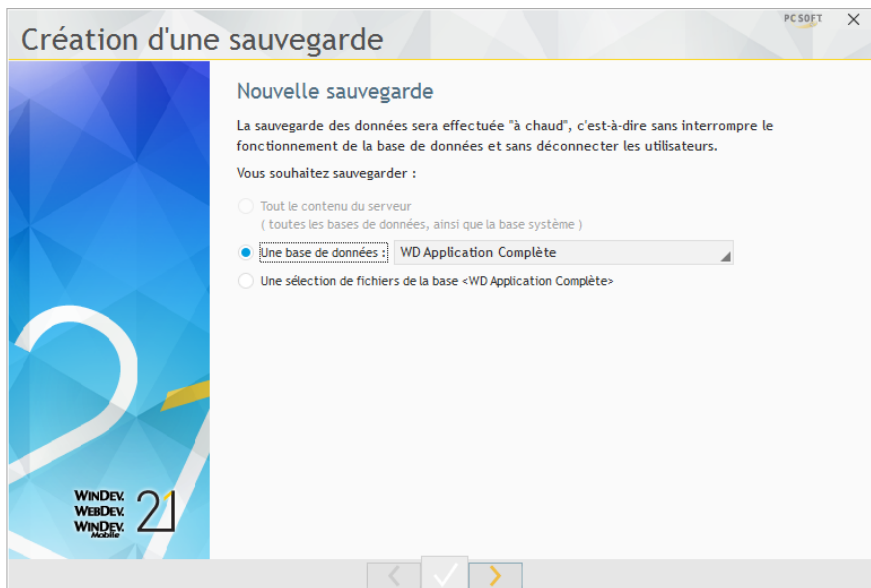 PC SOFT
Création d'une sauvegarde
Nouvelle sauvegarde
La sauvegarde des données sera effectuée "à chaud", c'est-à-dire sans interrompre le
fonctionnement de la base de données et sans déconnecter les utilisateurs.
Vous souhaitez sauvegarder :
Tout le contenu du serveur
( toutes les bases de données, ainsi que la base système )
Une base de données : WD Application Complète
Une sélection de fichiers de la base <WD Application Complète>
21
WINDEV.
WEBDEV.
WINDEV.
Mobile
21